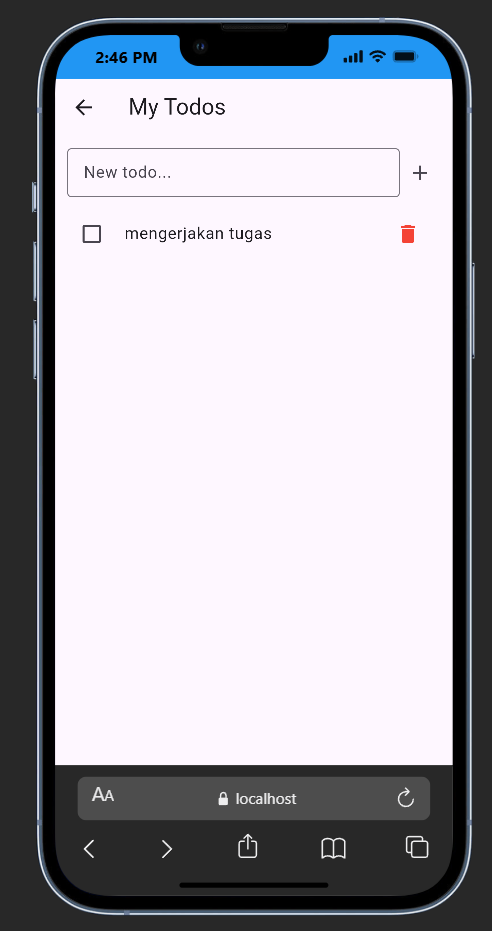 2:46 PM
My Todos
New todo...
mengerjakan tugas
AA
localhost